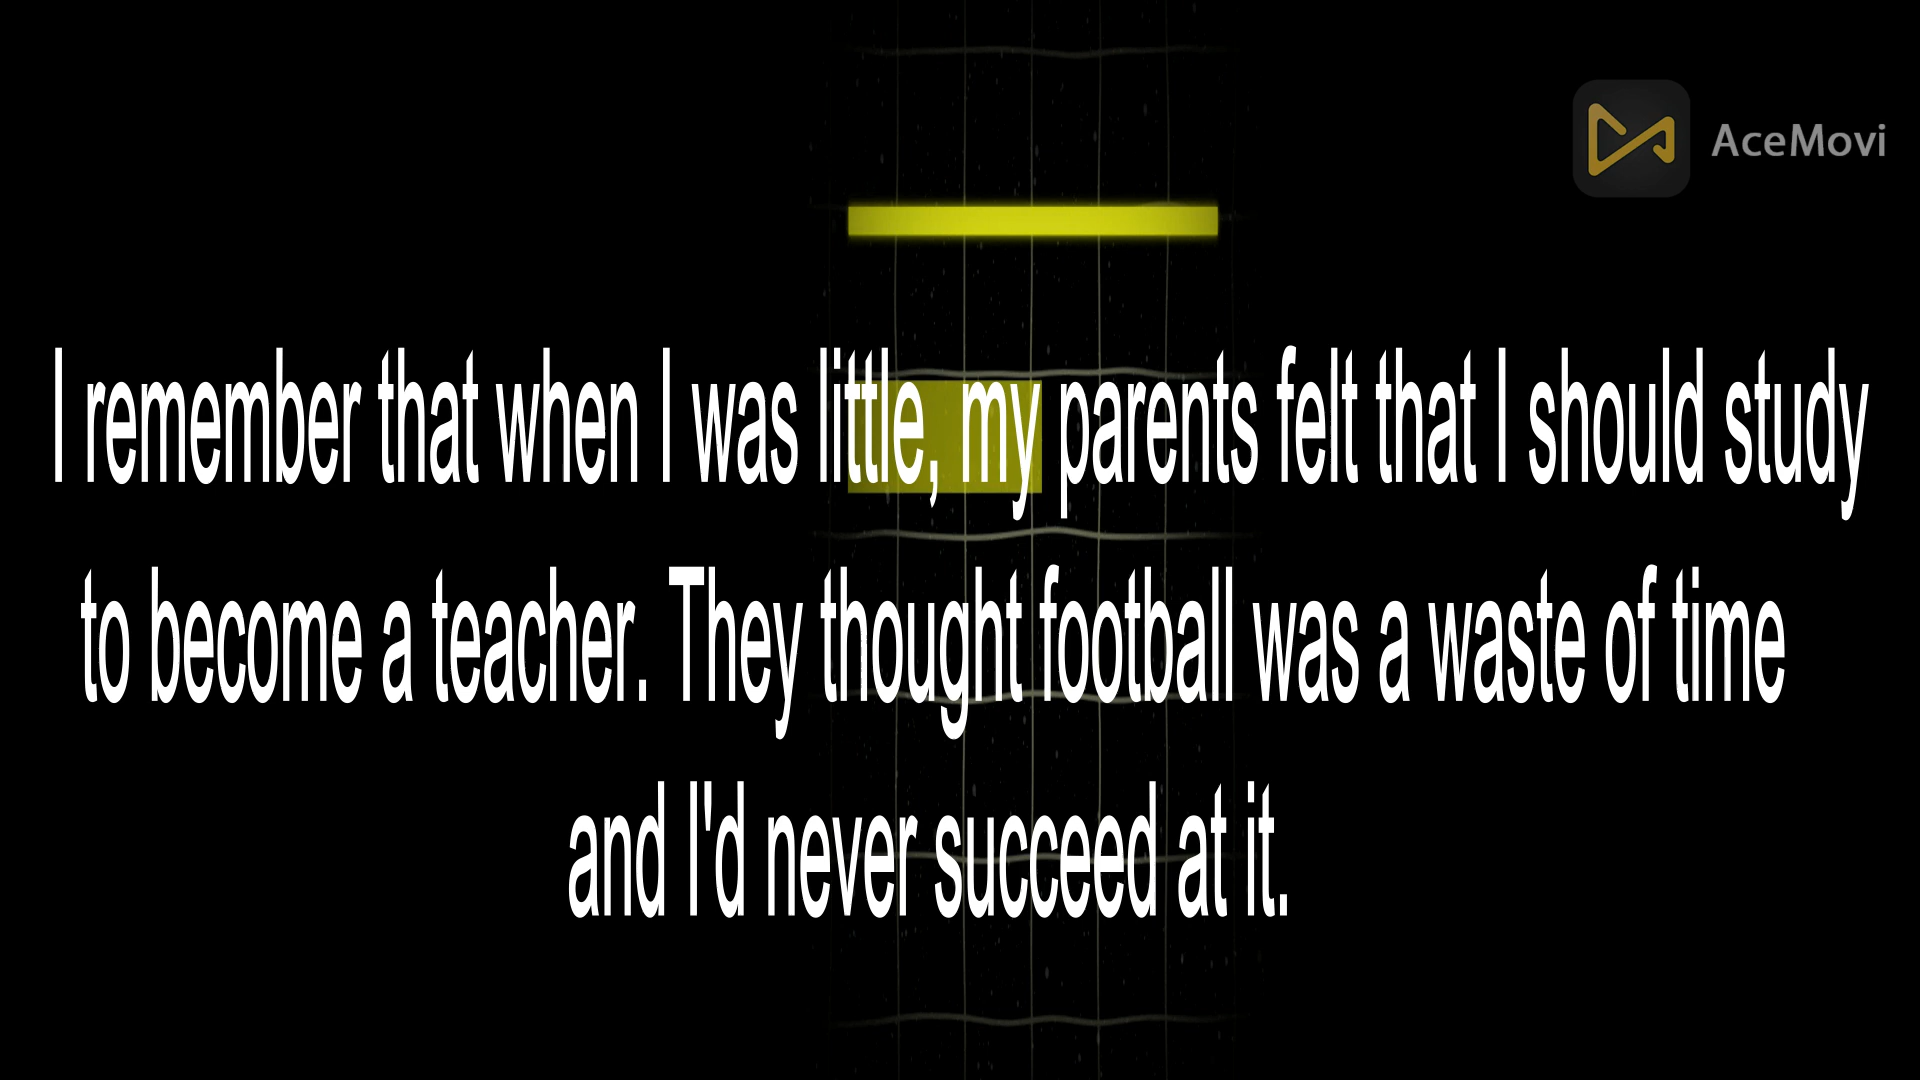 AceMovi
I remember that when I was little, my parents felt that I should study
to become a teacher. They thought football was a waste of time
and I'd never succeed at it.